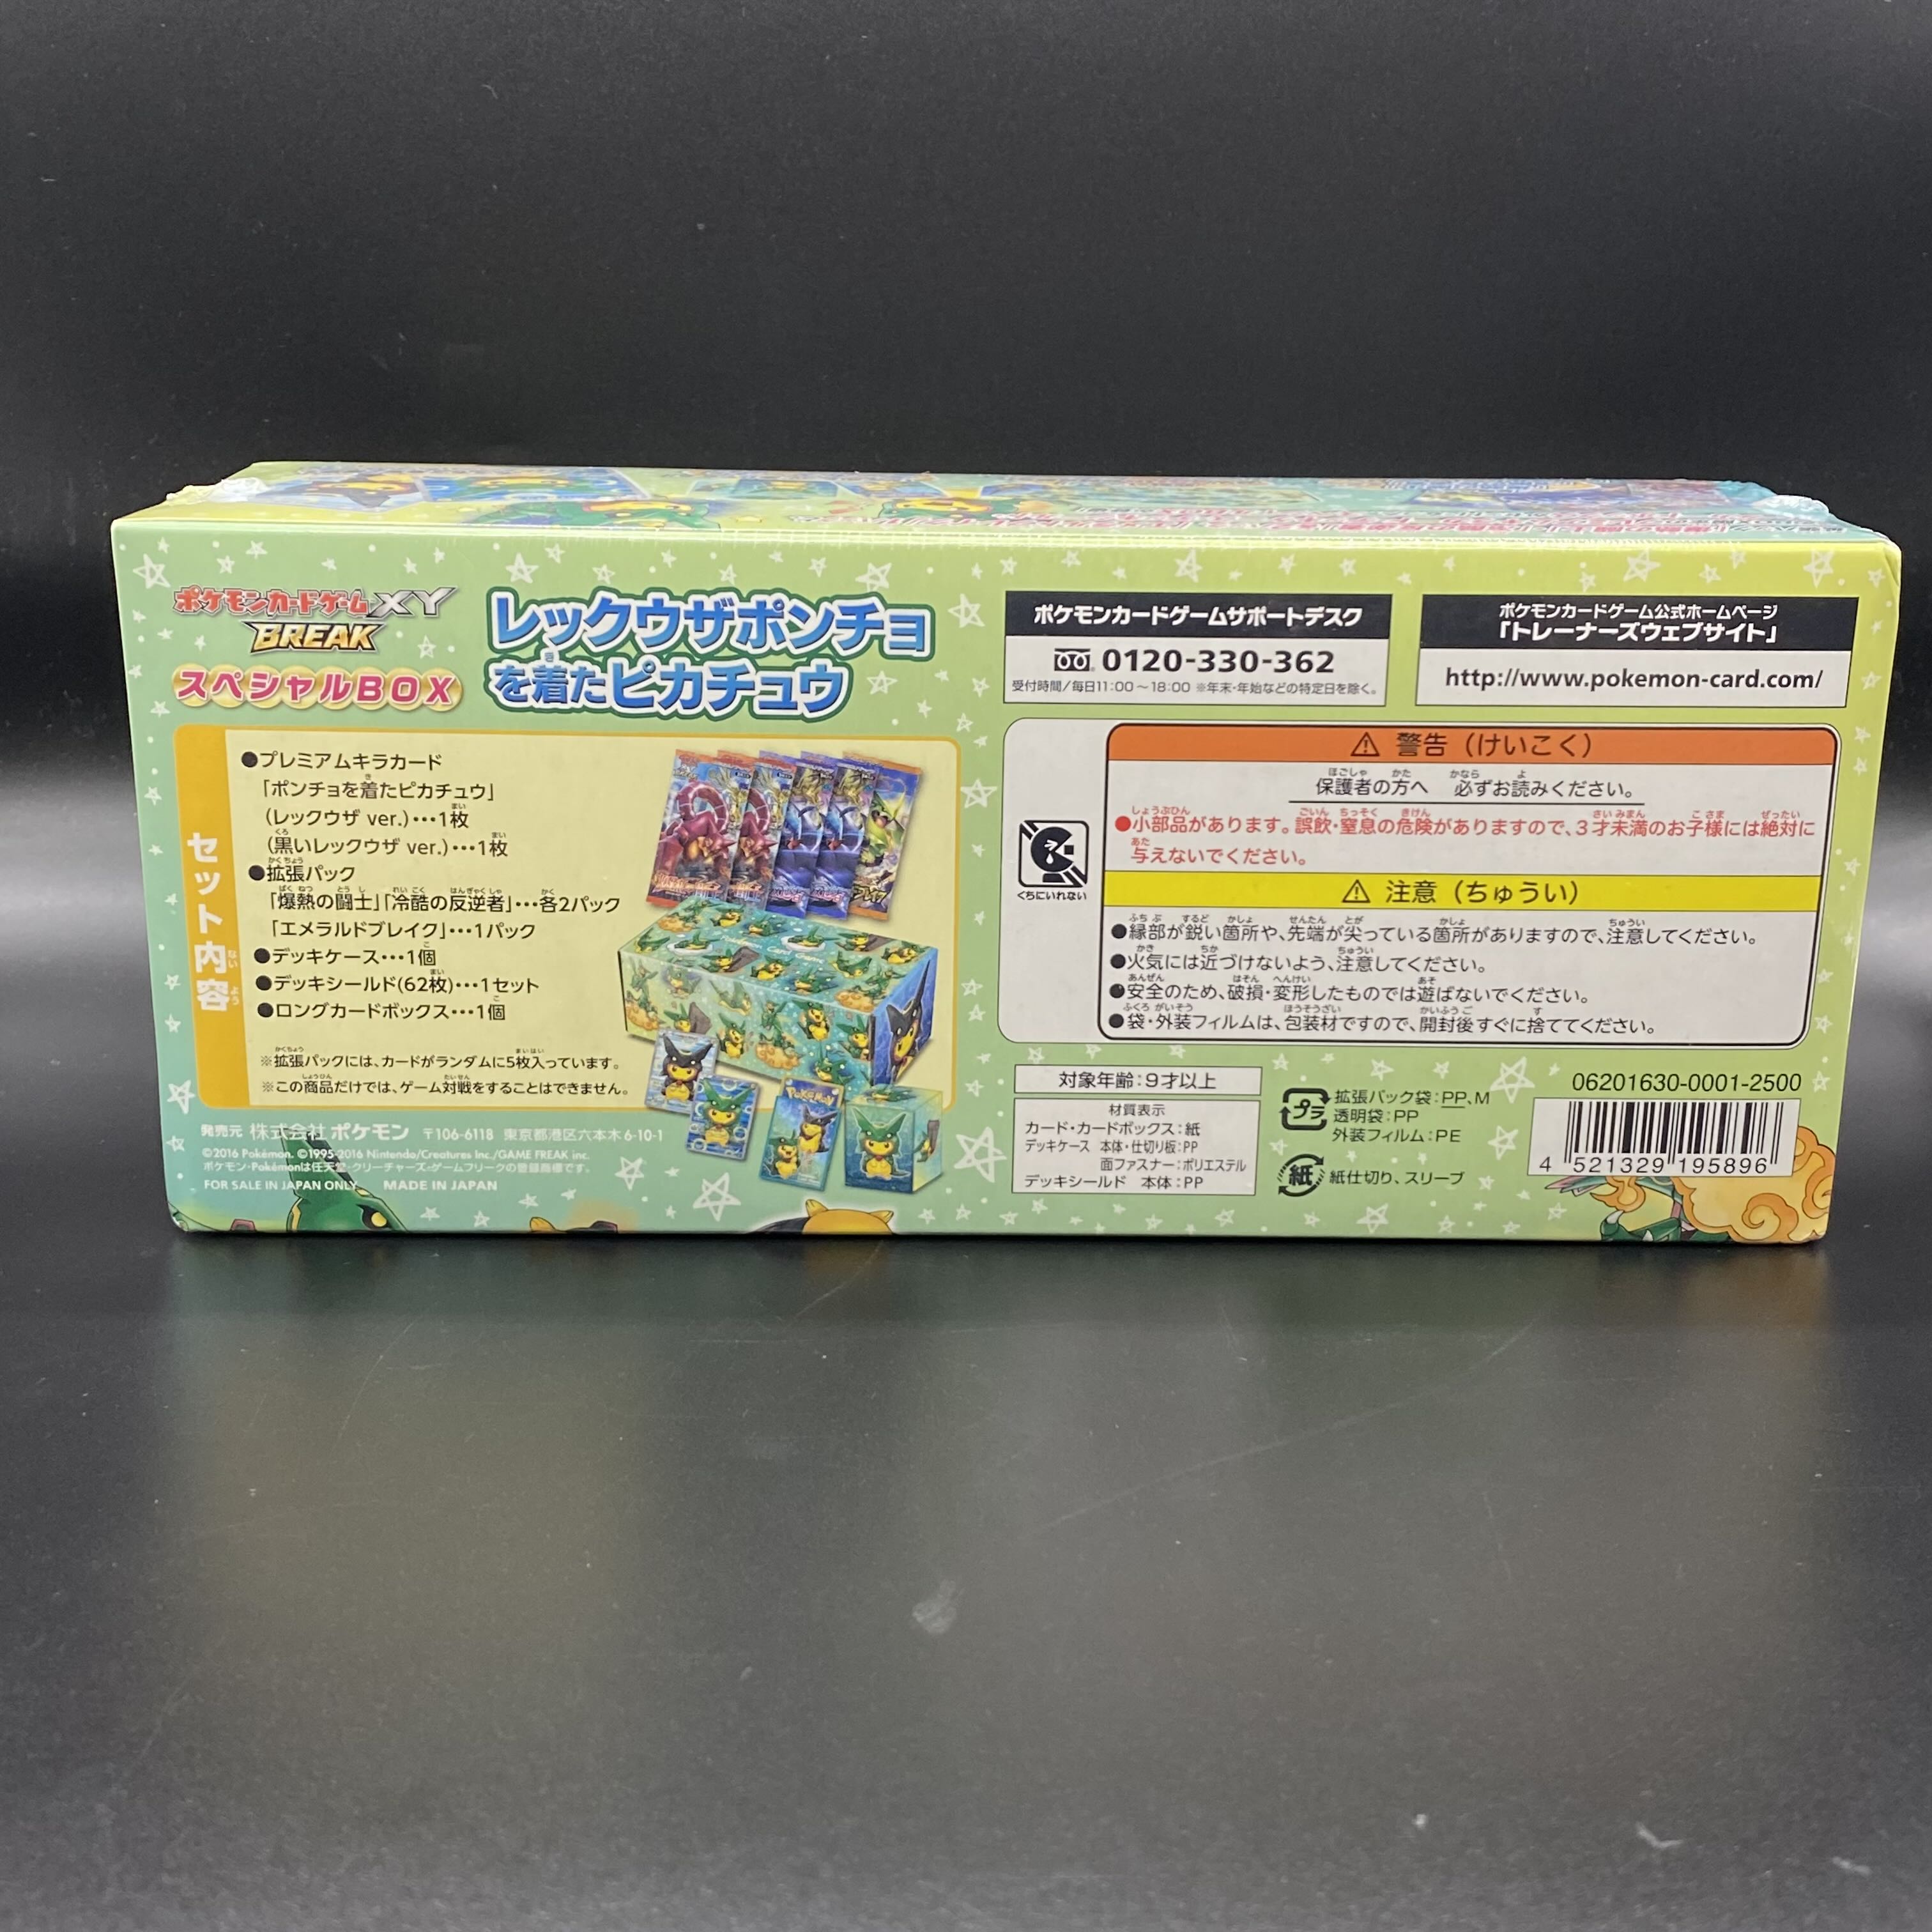 ポケモンカードゲームXY
BREAK
スペシャルBOX
レックウザポンチョ
を着たピカチュウ
セット内容
●プレミアムキラカード
「ポンチョを着たピカチュウ」
(レックウザ ver.)・・・1枚
(黒いレックウザ ver.)・・・1枚
●拡張パック
「爆熱の闘士」「冷酷の反逆者」・・・各2パック
「エメラルドブレイク」・・・1パック
●デッキケース・・・1個
●デッキシールド(62枚)・・・1セット
●ロングカードボックス・・・1個
※拡張パックには、カードがランダムに5枚入っています。
※この商品だけでは、ゲーム対戦をすることはできません。
発売元 株式会社 ポケモン 〒106-6118 東京都港区六本木6-10-1
©2016 Pokémon. ©1995-2016 Nintendo/Creatures Inc./GAME FREAK inc.
ポケモン・Pokémonは任天堂・クリーチャーズ・ゲームフリークの登録商標です。
FOR SALE IN JAPAN ONLY MADE IN JAPAN
POKÉMON
ポケモンカードゲームサポートデスク
0120-330-362
受付時間/毎日11:00～18:00 ※年末・年始などの特定日を除く。
ポケモンカードゲーム公式ホームページ
「トレーナーズウェブサイト」
http://www.pokemon-card.com/
くちにいれない
⚠ 警告(けいこく)
保護者の方へ 必ずお読みください。
●小部品があります。誤飲・窒息の危険がありますので、3才未満のお子様には絶対に
与えないでください。
⚠ 注意(ちゅうい)
●縁部が鋭い箇所や、先端が尖っている箇所がありますので、注意してください。
●火気には近づけないよう、注意してください。
●安全のため、破損・変形したものでは遊ばないでください。
●袋・外装フィルムは、包装材ですので、開封後すぐに捨ててください。
対象年齢:9才以上
材質表示
カード・カードボックス:紙
デッキケース 本体・仕切り板:PP
面ファスナー:ポリエステル
デッキシールド 本体:PP
プラ
拡張パック袋:PP、M
透明袋:PP
外装フィルム:PE
紙
紙仕切り、スリーブ
06201630-0001-2500
4 521329 195896